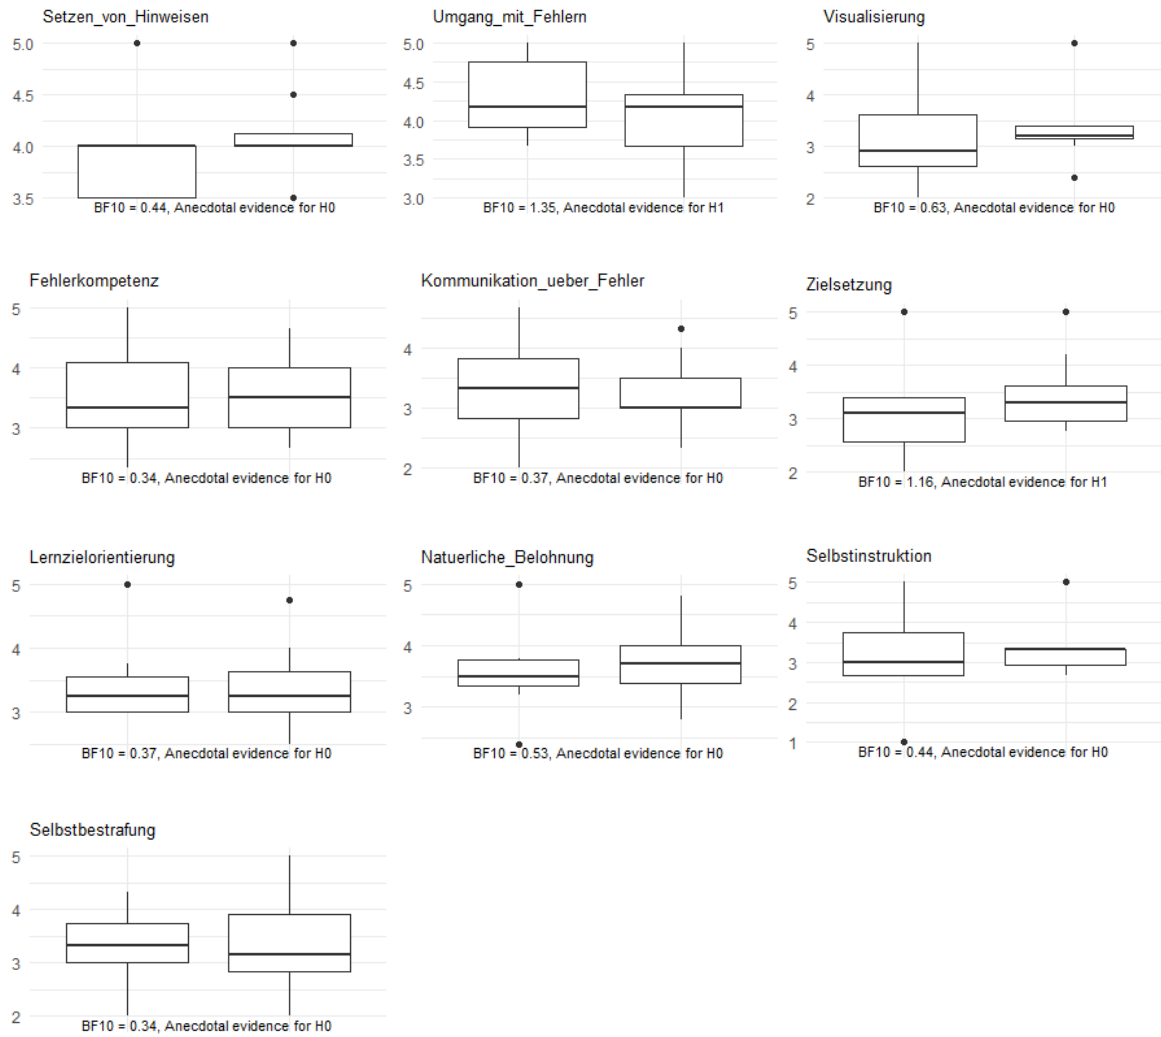 Setzen_von_Hinweisen
5.0
4.5
4.0
3.5
BF10 = 0.44, Anecdotal evidence for H0
Umgang_mit_Fehlern
5.0
4.5
4.0
3.5
3.0
BF10 = 1.35, Anecdotal evidence for H1
Visualisierung
5
4
3
2
BF10 = 0.63, Anecdotal evidence for H0
Fehlerkompetenz
5
4
3
BF10 = 0.34, Anecdotal evidence for H0
Kommunikation_ueber_Fehler
4
3
2
BF10 = 0.37, Anecdotal evidence for H0
Zielsetzung
5
4
3
2
BF10 = 1.16, Anecdotal evidence for H1
Lernzielorientierung
5
4
3
BF10 = 0.37, Anecdotal evidence for H0
Natuerliche_Belohnung
5
4
3
BF10 = 0.53, Anecdotal evidence for H0
Selbstinstruktion
5
4
3
2
1
BF10 = 0.44, Anecdotal evidence for H0
Selbstbestrafung
5
4
3
2
BF10 = 0.34, Anecdotal evidence for H0